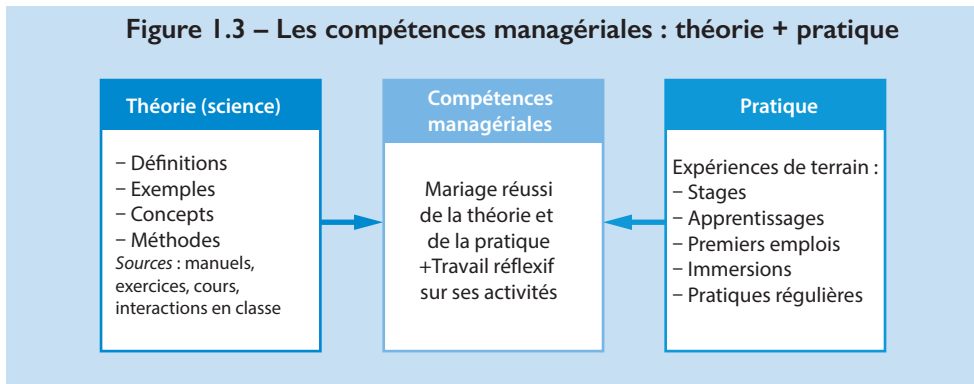 Figure 1.3 – Les compétences managériales : théorie + pratique
Théorie (science)
– Définitions
– Exemples
– Concepts
– Méthodes
Sources : manuels,
exercices, cours,
interactions en classe
Compétences
managériales
Mariage réussi
de la théorie et
de la pratique
+Travail réflexif
sur ses activités
Pratique
Expériences de terrain :
– Stages
– Apprentissages
– Premiers emplois
– Immersions
– Pratiques régulières